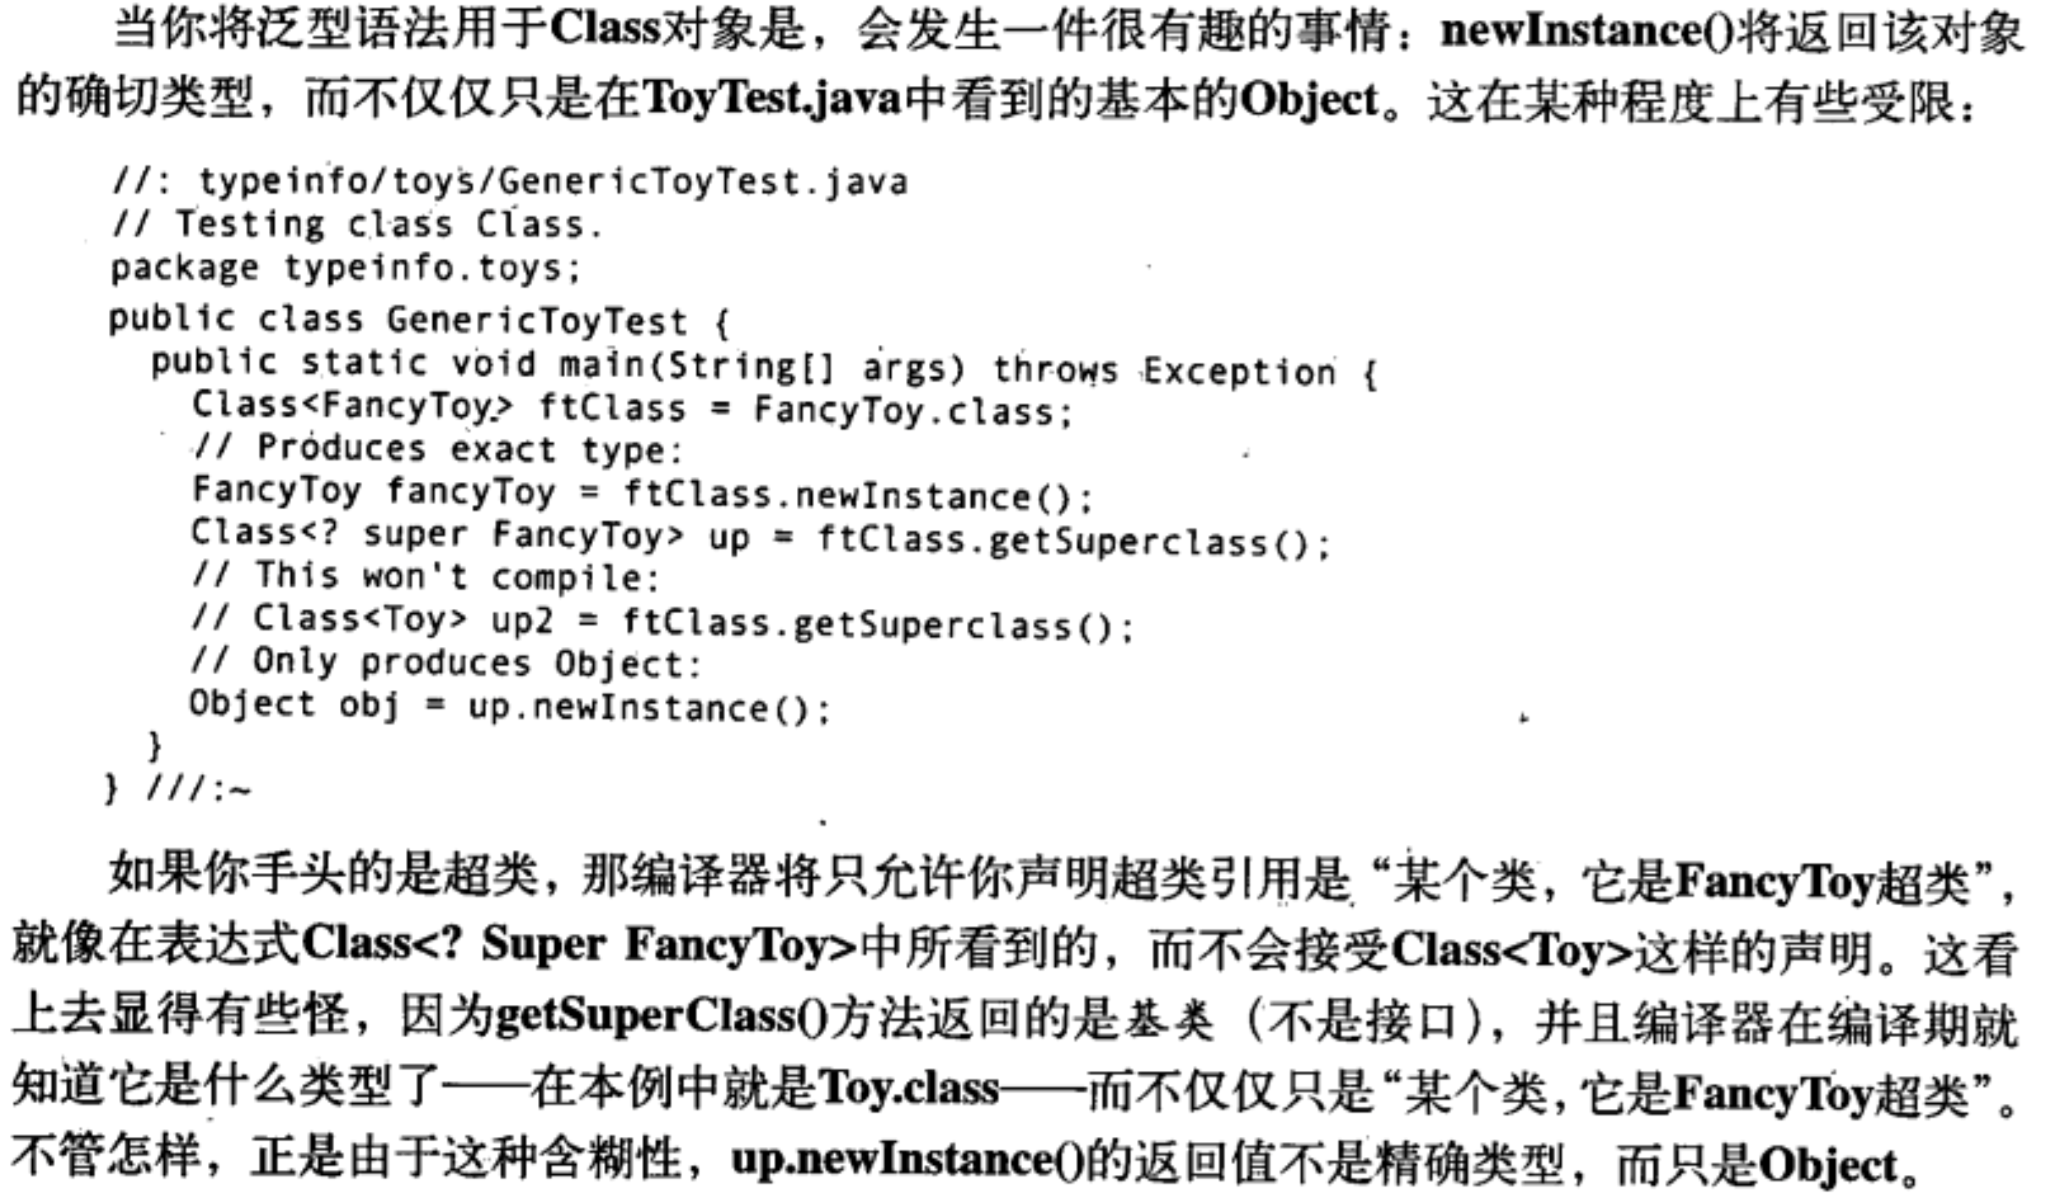 当你将泛型语法用于Class对象是，会发生一件很有趣的事情：newInstance()将返回该对象
的确切类型，而不仅仅只是在ToyTest.java中看到的基本的Object。这在某种程度上有些受限：
//: typeinfo/toys/GenericToyTest.java
// Testing class Class.
package typeinfo.toys;
public class GenericToyTest {
public static void main(String[] args) throws Exception {
Class<FancyToy> ftClass = FancyToy.class;
// Produces exact type:
FancyToy fancyToy = ftClass.newInstance();
Class<? super FancyToy> up = ftClass.getSuperclass();
// This won't compile:
// Class<Toy> up2 = ftClass.getSuperclass();
// Only produces Object:
Object obj = up.newInstance();
}
} ///:~
如果你手头的是超类，那编译器将只允许你声明超类引用是“某个类，它是FancyToy超类”，
就像在表达式Class<? Super FancyToy>中所看到的，而不会接受Class<Toy>这样的声明。这看
上去显得有些怪，因为getSuperClass()方法返回的是基类（不是接口），并且编译器在编译期就
知道它是什么类型了——在本例中就是Toy.class——而不仅仅只是“某个类，它是FancyToy超类”。
不管怎样，正是由于这种含糊性，up.newInstance()的返回值不是精确类型，而只是Object。